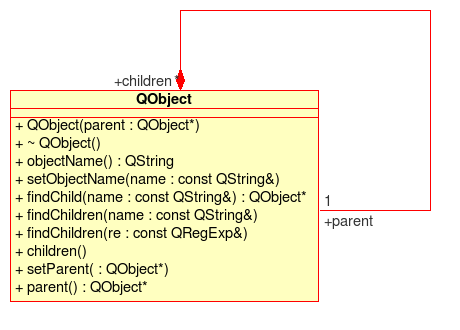 +children *
QObject
+ QObject(parent : QObject*)
+ ~ QObject()
+ objectName() : QString
+ setObjectName(name : const QString&)
+ findChild(name : const QString&) : QObject*
+ findChildren(name : const QString&)
+ findChildren(re : const QRegExp&)
+ children()
+ setParent( : QObject*)
+ parent() : QObject*
1
+parent